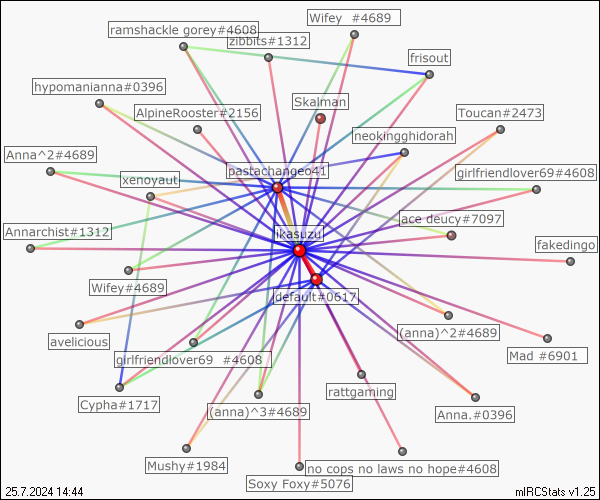 Wifey  #4689
ramshackle gorey#4608
zibbits#1312
frisout
hypomanianna#0396
Skalman
AlpineRooster#2156
Toucan#2473
neokingghidorah
Anna^2#4689
pastachangeo41
girlfriendlover69#4608
xenoyaut
ace deucy#7097
Annarchist#1312
ikasuzu
fakedingo
Wifey#4689
default#0617
(anna)^2#4689
avelicious
Mad #6901
girlfriendlover69  #4608
rattgaming
Cypha#1717
(anna)^3#4689
Anna.#0396
Mushy#1984
no cops no laws no hope#4608
Soxy Foxy#5076
25.7.2024 14:44
mIRCStats v1.25